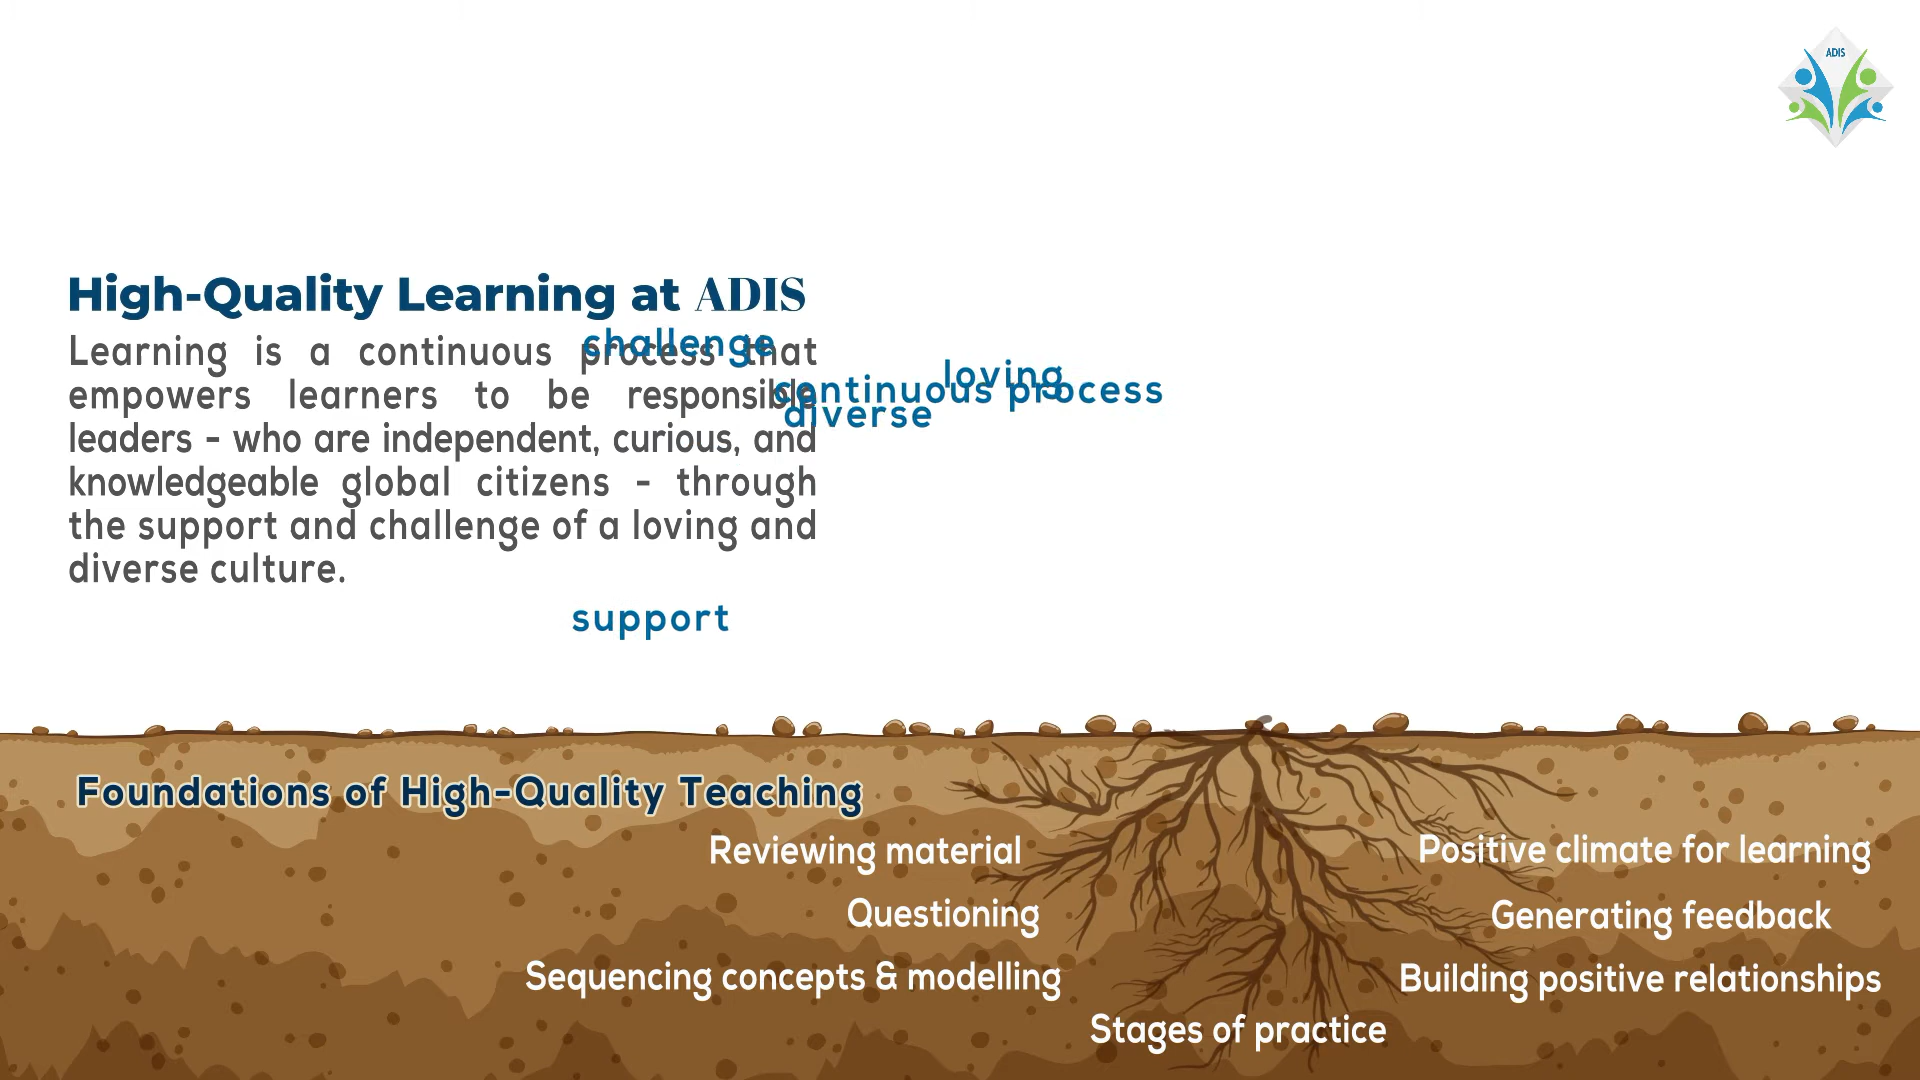 ADIS
High-Quality Learning at ADIS
Learning is a continuous process that
empowers learners to be responsible
leaders - who are independent, curious, and
knowledgeable global citizens - through
the support and challenge of a loving and
diverse culture.
challenge
loving
continuous process
diverse
support
Foundations of High-Quality Teaching
Reviewing material
Positive climate for learning
Questioning
Generating feedback
Sequencing concepts & modelling
Building positive relationships
Stages of practice